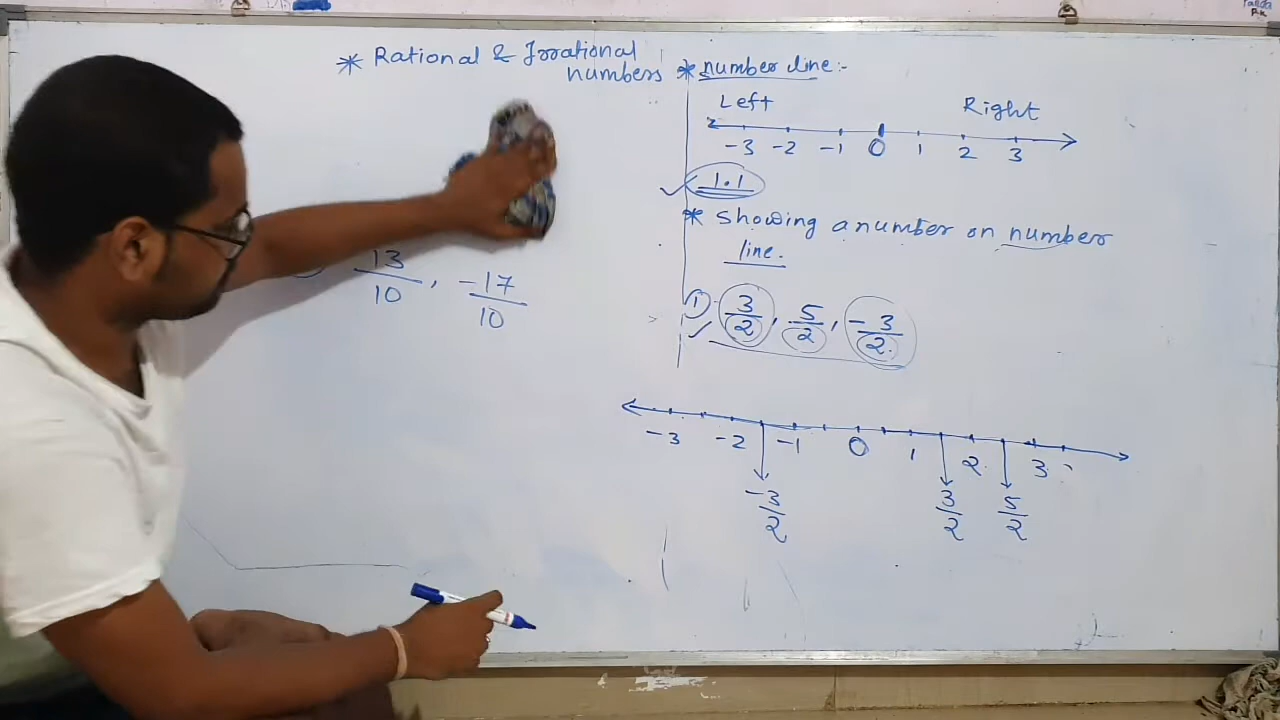 * Rational & Irrational
numbers
13/10, -17/10
* number line:-
Left Right
-3 -2 -1 0 1 2 3
1.1
* Showing a number on number
line.
① 3/2, 5/2, -3/2.
-3 -2 -1 0 1 2 3
-3/2 3/2 5/2